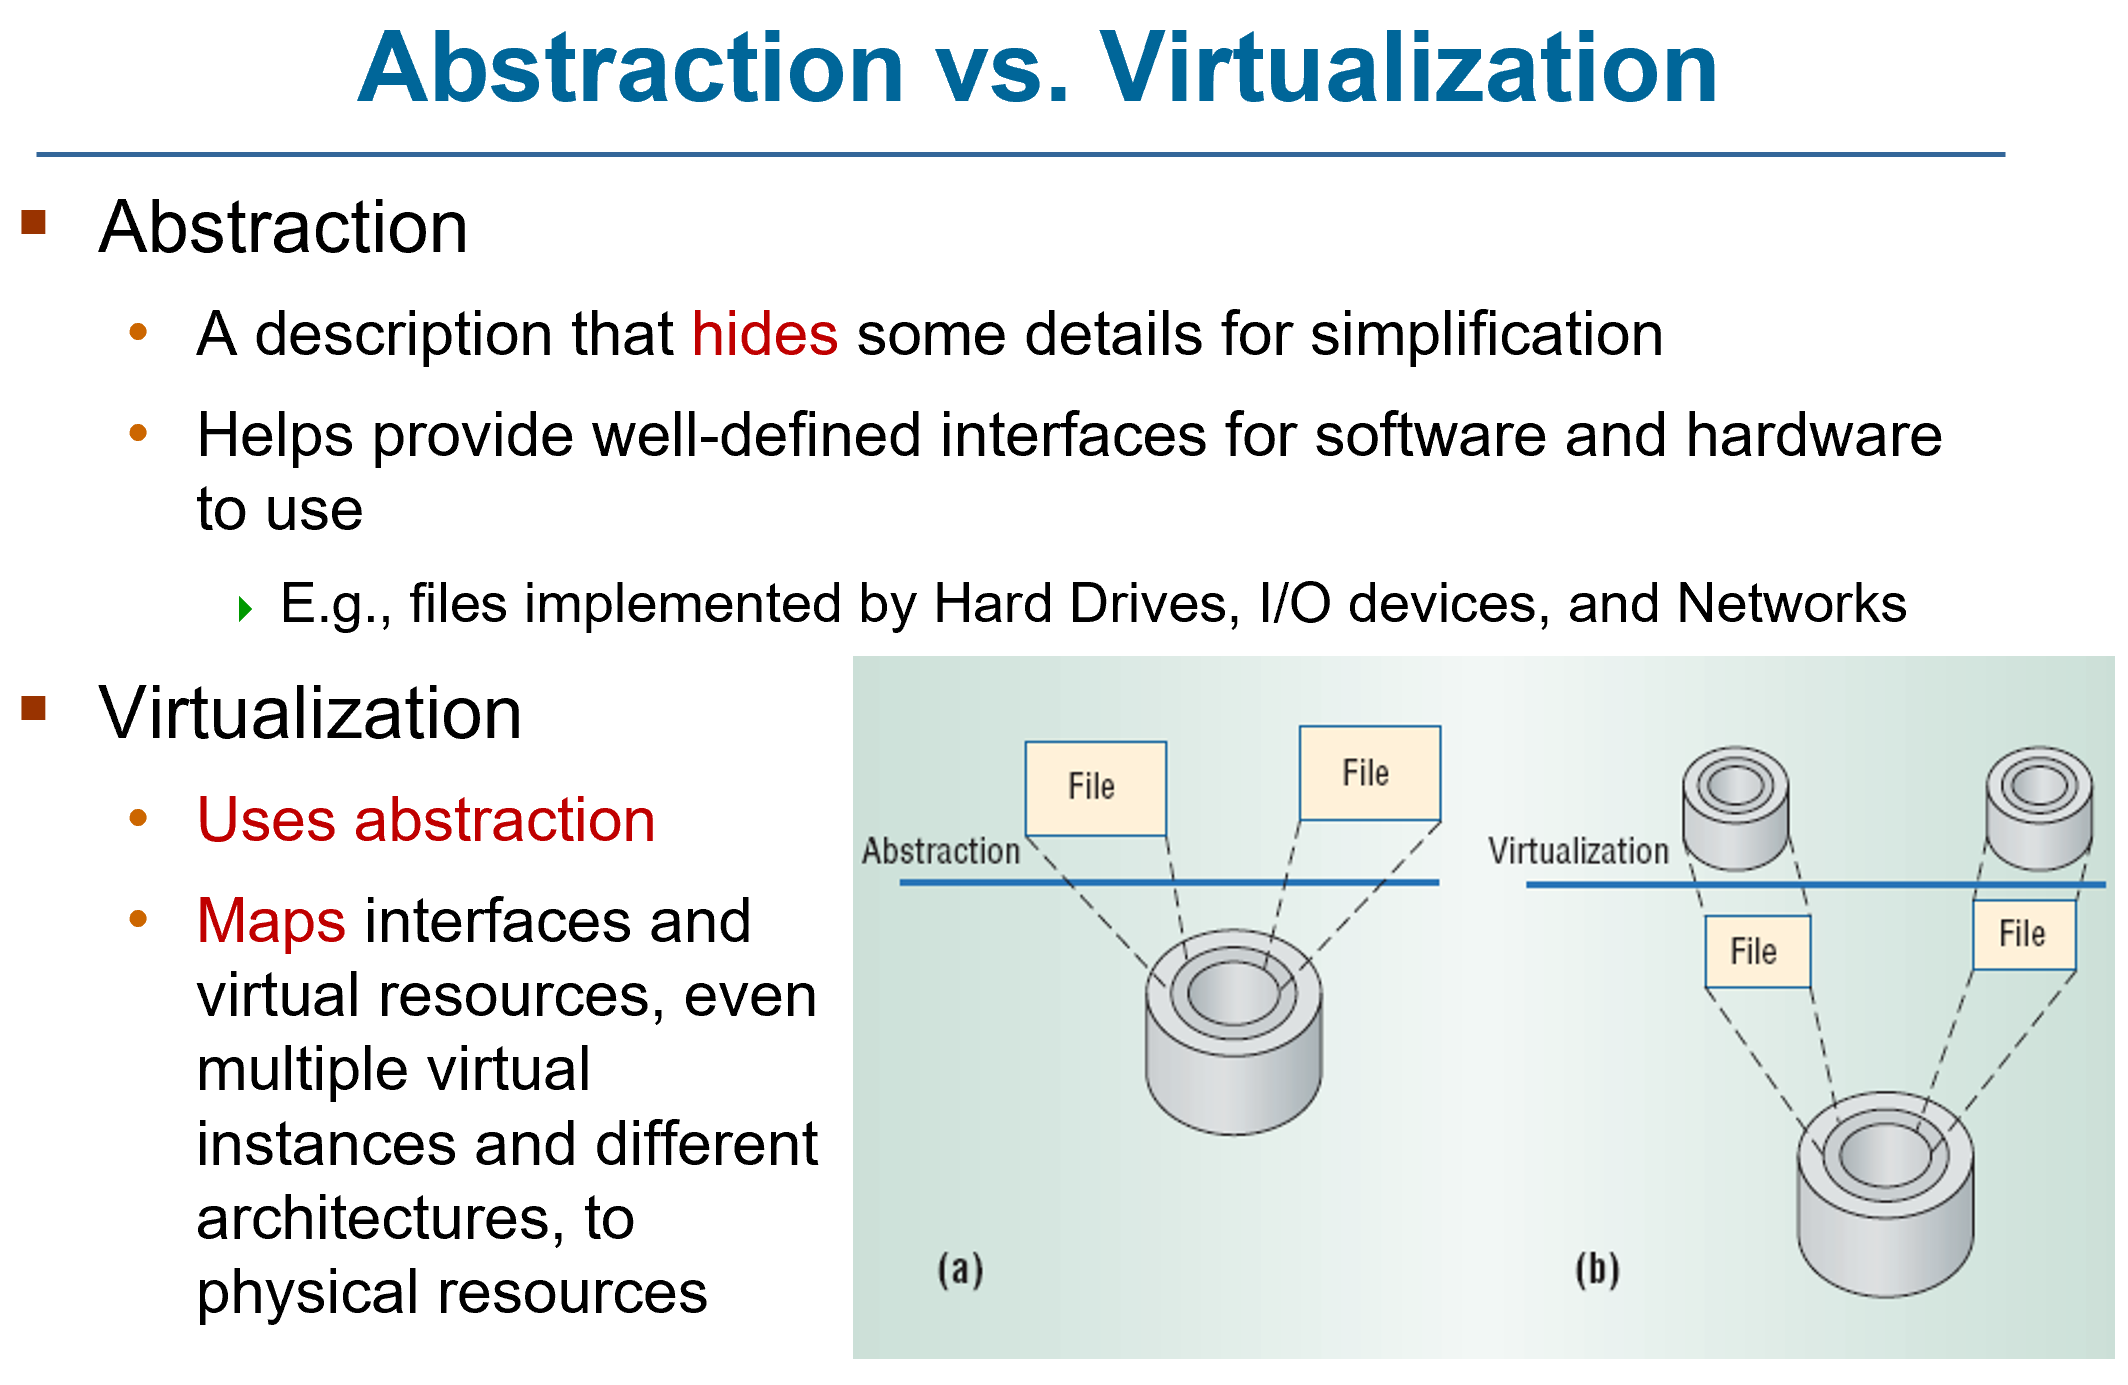 Abstraction vs. Virtualization
Abstraction
A description that hides some details for simplification
Helps provide well-defined interfaces for software and hardware
to use
E.g., files implemented by Hard Drives, I/O devices, and Networks
Virtualization
Uses abstraction
Maps interfaces and
virtual resources, even
multiple virtual
instances and different
architectures, to
physical resources
File
File
Abstraction
(a)
Virtualization
File
File
(b)